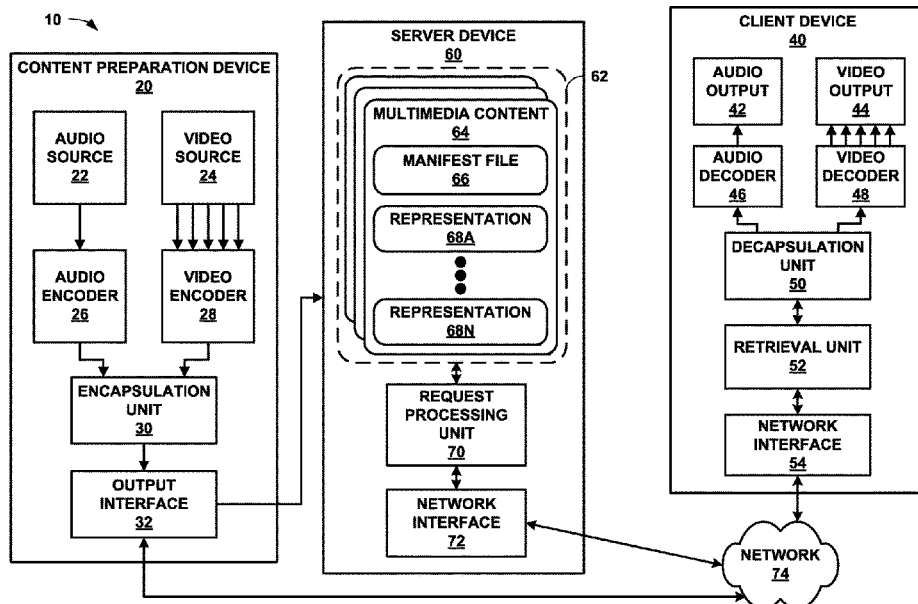 10
CONTENT PREPARATION DEVICE
20
AUDIO
SOURCE
22
VIDEO
SOURCE
24
AUDIO
ENCODER
26
VIDEO
ENCODER
28
ENCAPSULATION
UNIT
30
OUTPUT
INTERFACE
32
SERVER DEVICE
60
62
MULTIMEDIA CONTENT
64
MANIFEST FILE
66
REPRESENTATION
68A
REPRESENTATION
68N
REQUEST
PROCESSING
UNIT
70
NETWORK
INTERFACE
72
CLIENT DEVICE
40
AUDIO
OUTPUT
42
VIDEO
OUTPUT
44
AUDIO
DECODER
46
VIDEO
DECODER
48
DECAPSULATION
UNIT
50
RETRIEVAL UNIT
52
NETWORK
INTERFACE
54
NETWORK
74